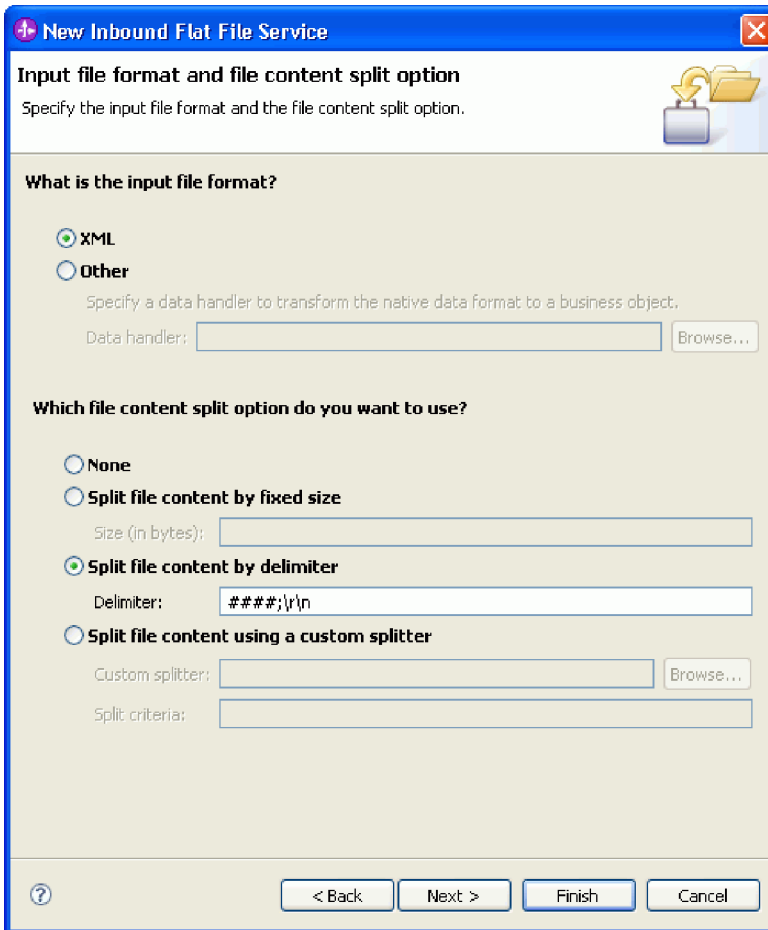 New Inbound Flat File Service
Input file format and file content split option
Specify the input file format and the file content split option.
What is the input file format?
XML
Other
Specify a data handler to transform the native data format to a business object.
Data handler: Browse...
Which file content split option do you want to use?
None
Split file content by fixed size
Size (in bytes):
Split file content by delimiter
Delimiter: ####;\r\n
Split file content using a custom splitter
Custom splitter: Browse...
Split criteria:
? < Back Next > Finish Cancel